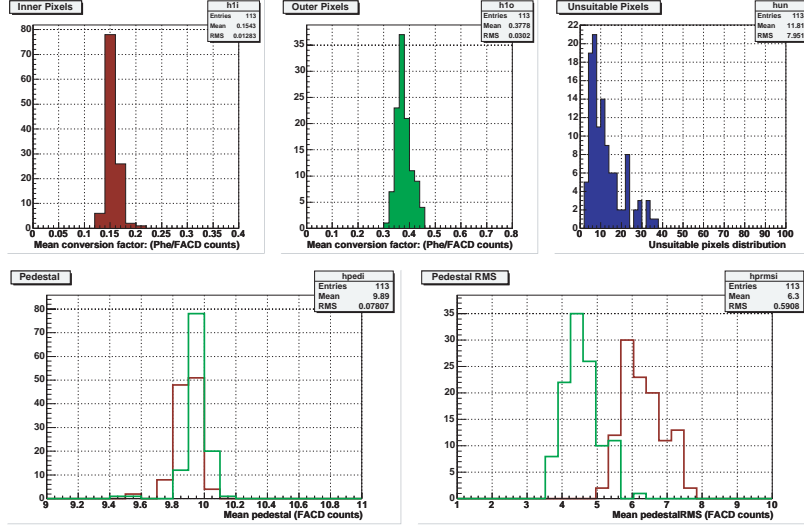 Inner Pixels
h1i
Entries 113
Mean 0.1543
RMS 0.01283
80
70
60
50
40
30
20
10
0
0 0.05 0.1 0.15 0.2 0.25 0.3 0.35 0.4
Mean conversion factor: (Phe/FACD counts)
Outer Pixels
h1o
Entries 113
Mean 0.3778
RMS 0.0302
35
30
25
20
15
10
5
0
0 0.1 0.2 0.3 0.4 0.5 0.6 0.7 0.8
Mean conversion factor: (Phe/FACD counts)
Unsuitable Pixels
hun
Entries 113
Mean 11.81
RMS 7.951
22
20
18
16
14
12
10
8
6
4
2
0
0 10 20 30 40 50 60 70 80 90 100
Unsuitable pixels distribution
Pedestal
hpedi
Entries 113
Mean 9.89
RMS 0.07807
80
70
60
50
40
30
20
10
0
9 9.2 9.4 9.6 9.8 10 10.2 10.4 10.6 10.8 11
Mean pedestal (FACD counts)
Pedestal RMS
hprmsi
Entries 113
Mean 6.3
RMS 0.5908
35
30
25
20
15
10
5
0
1 2 3 4 5 6 7 8 9 10
Mean pedestalRMS (FACD counts)